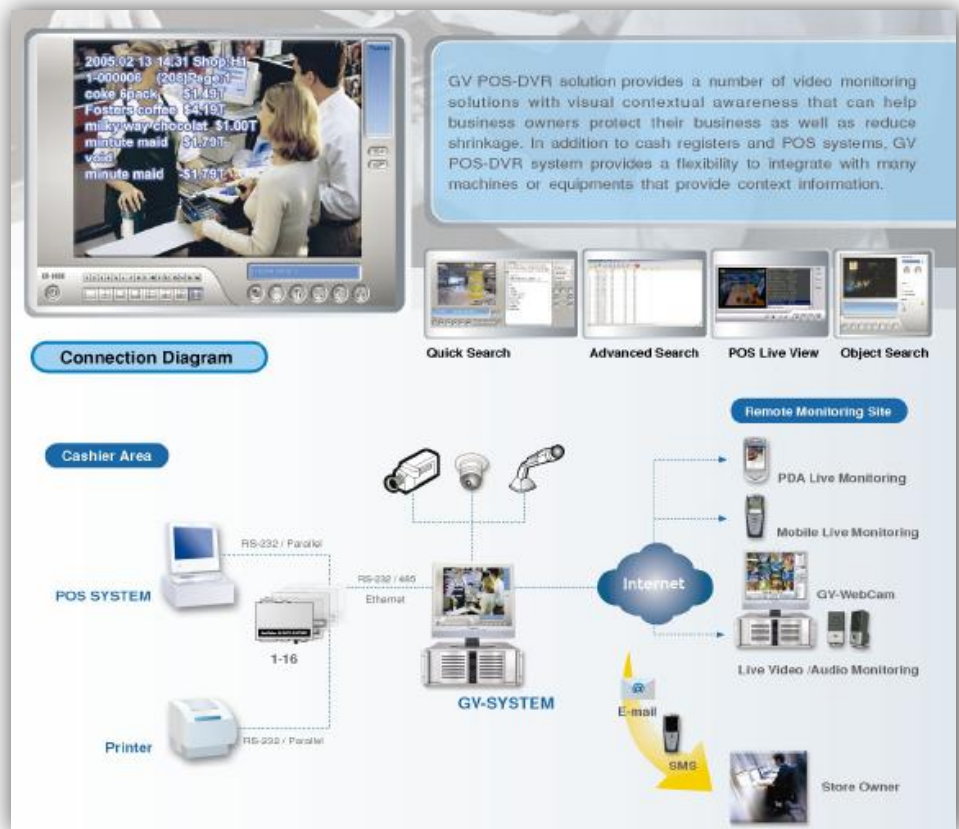 2005,02 13 14,31 Shop:H1
1-000006 (208)Page:1
coke 6pack $1,49T
Fosters coffee $4,19T
milky way chocolat $1.00T
mintute maid $1,79T
void
minute maid -$1,79T
GV POS-DVR solution provides a number of video monitoring
solutions with visual contextual awareness that can help
business owners protect their business as well as reduce
shrinkage. In addition to cash registers and POS systems, GV
POS-DVR system provides a flexibility to integrate with many
machines or equipments that provide context information.
Quick Search
Advanced Search
POS Live View
Object Search
Connection Diagram
Remote Monitoring Site
Cashier Area
PDA Live Monitoring
Mobile Live Monitoring
RS-232 / Parallel
POS SYSTEM
RS-232 / 485
Ethernet
Internet
GV-WebCam
1-16
Live Video /Audio Monitoring
GV-SYSTEM
@
E-mail
Printer
RS-232 / Parallel
SMS
Store Owner